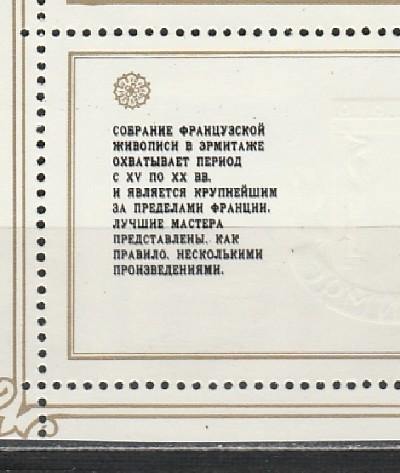 СОБРАНИЕ ФРАНЦУЗСКОЙ
ЖИВОПИСИ В ЭРМИТАЖЕ
ОХВАТЫВАЕТ ПЕРИОД
С XV ПО XX ВВ.
И ЯВЛЯЕТСЯ КРУПНЕЙШИМ
ЗА ПРЕДЕЛАМИ ФРАНЦИИ.
ЛУЧШИЕ МАСТЕРА
ПРЕДСТАВЛЕНЫ, КАК
ПРАВИЛО, НЕСКОЛЬКИМИ
ПРОИЗВЕДЕНИЯМИ.